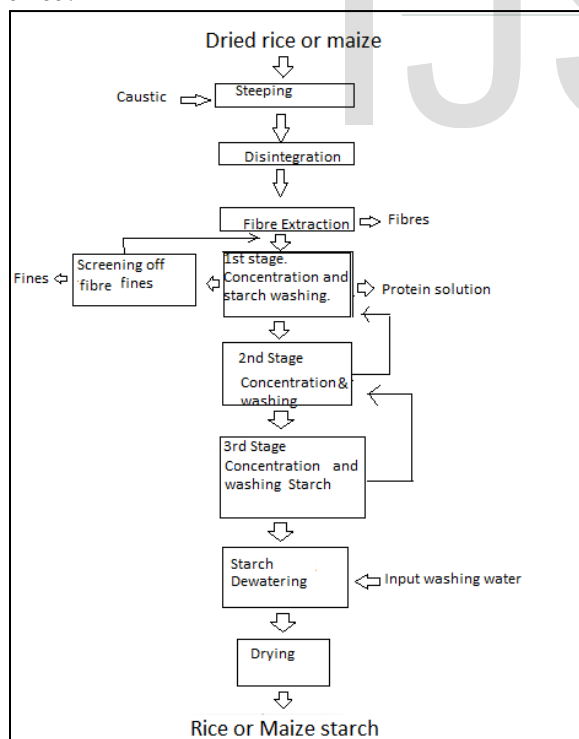 Dried rice or maize
Caustic
Steeping
Disintegration
Fibre Extraction
Fibres
Screening off
fibre fines
Fines
1st stage.
Concentration and
starch washing.
Protein solution
2nd Stage
Concentration &
washing
3rd Stage
Concentration and
washing Starch
Starch
Dewatering
Input washing water
Drying
Rice or Maize starch